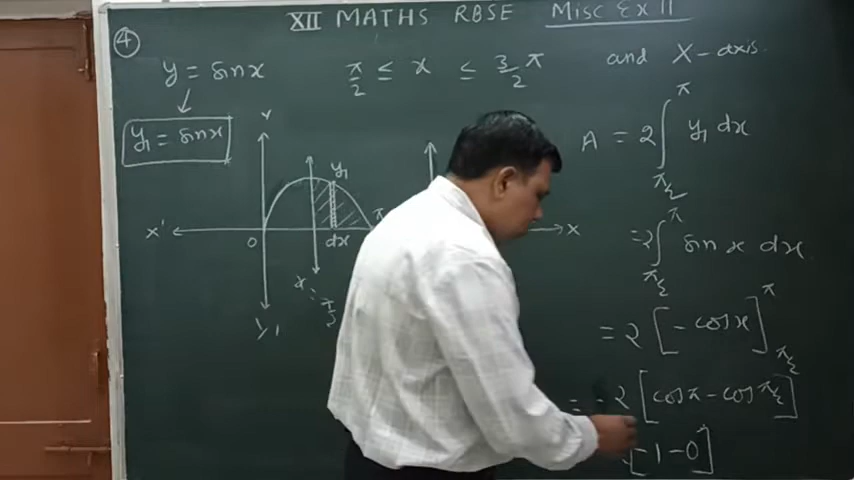 XII MATHS RBSE Misc Ex 11
④
y = sin x π/2 ≤ x ≤ 3/2 π and X-axis.
y₁ = sin x
Y
y₁
X'
O
dx
π
X
x =
π/2
Y'
A = 2 ∫_{π/2}^{π} y₁ dx
= 2 ∫_{π/2}^{π} sin x dx
= 2 [-cos x]_{π/2}^{π}
= -2 [cos π - cos π/2]
[-1 - 0]